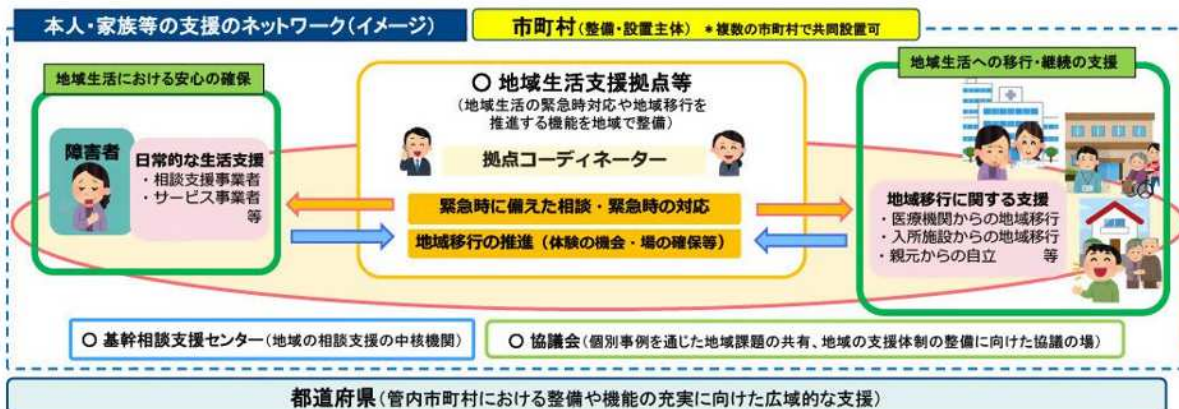 本人・家族等の支援のネットワーク(イメージ)
市町村(整備・設置主体) *複数の市町村で共同設置可
地域生活における安心の確保
障害者
日常的な生活支援
・相談支援事業者
・サービス事業者
等
〇 地域生活支援拠点等
(地域生活の緊急時対応や地域移行を
推進する機能を地域で整備)
拠点コーディネーター
緊急時に備えた相談・緊急時の対応
地域移行の推進(体験の機会・場の確保等)
地域生活への移行・継続の支援
地域移行に関する支援
・医療機関からの地域移行
・入所施設からの地域移行
・親元からの自立 等
〇 基幹相談支援センター(地域の相談支援の中核機関)
〇 協議会(個別事例を通じた地域課題の共有、地域の支援体制の整備に向けた協議の場)
都道府県(管内市町村における整備や機能の充実に向けた広域的な支援)